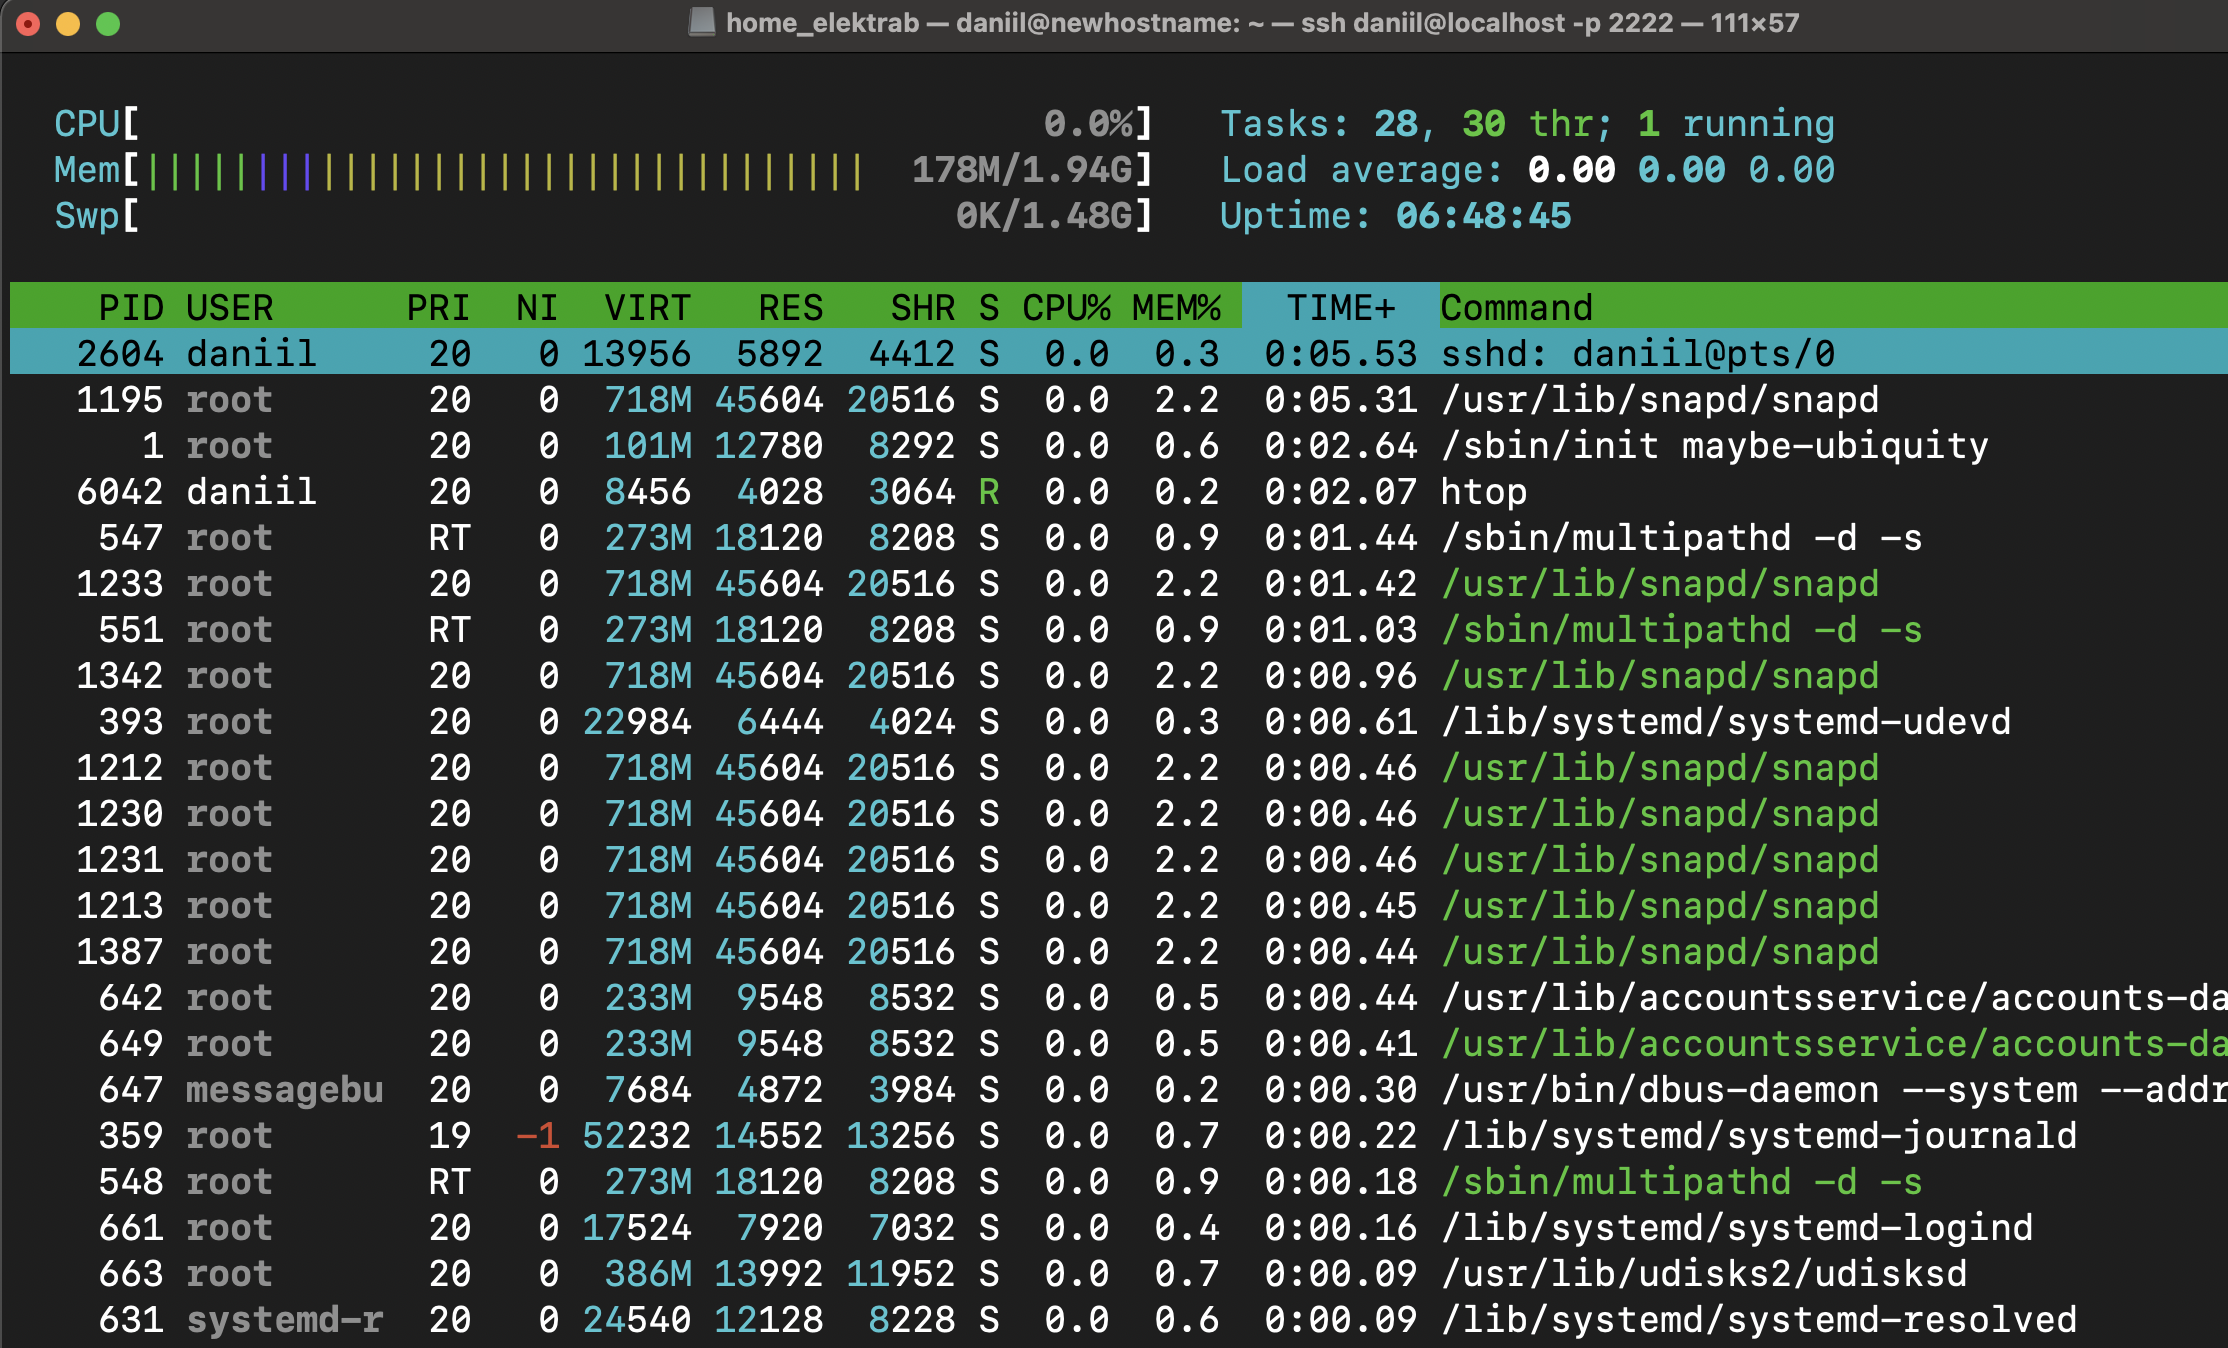 home_elektrab — daniil@newhostname: ~ — ssh daniil@localhost -p 2222 — 111×57
CPU[ 0.0%] Tasks: 28, 30 thr; 1 running
Mem[||||||||||||||||||||||||||||||||| 178M/1.94G] Load average: 0.00 0.00 0.00
Swp[ 0K/1.48G] Uptime: 06:48:45
PID USER PRI NI VIRT RES SHR S CPU% MEM% TIME+ Command
2604 daniil 20 0 13956 5892 4412 S 0.0 0.3 0:05.53 sshd: daniil@pts/0
1195 root 20 0 718M 45604 20516 S 0.0 2.2 0:05.31 /usr/lib/snapd/snapd
1 root 20 0 101M 12780 8292 S 0.0 0.6 0:02.64 /sbin/init maybe-ubiquity
6042 daniil 20 0 8456 4028 3064 R 0.0 0.2 0:02.07 htop
547 root RT 0 273M 18120 8208 S 0.0 0.9 0:01.44 /sbin/multipathd -d -s
1233 root 20 0 718M 45604 20516 S 0.0 2.2 0:01.42 /usr/lib/snapd/snapd
551 root RT 0 273M 18120 8208 S 0.0 0.9 0:01.03 /sbin/multipathd -d -s
1342 root 20 0 718M 45604 20516 S 0.0 2.2 0:00.96 /usr/lib/snapd/snapd
393 root 20 0 22984 6444 4024 S 0.0 0.3 0:00.61 /lib/systemd/systemd-udevd
1212 root 20 0 718M 45604 20516 S 0.0 2.2 0:00.46 /usr/lib/snapd/snapd
1230 root 20 0 718M 45604 20516 S 0.0 2.2 0:00.46 /usr/lib/snapd/snapd
1231 root 20 0 718M 45604 20516 S 0.0 2.2 0:00.46 /usr/lib/snapd/snapd
1213 root 20 0 718M 45604 20516 S 0.0 2.2 0:00.45 /usr/lib/snapd/snapd
1387 root 20 0 718M 45604 20516 S 0.0 2.2 0:00.44 /usr/lib/snapd/snapd
642 root 20 0 233M 9548 8532 S 0.0 0.5 0:00.44 /usr/lib/accountsservice/accounts-da
649 root 20 0 233M 9548 8532 S 0.0 0.5 0:00.41 /usr/lib/accountsservice/accounts-da
647 messagebu 20 0 7684 4872 3984 S 0.0 0.2 0:00.30 /usr/bin/dbus-daemon --system --addr
359 root 19 -1 52232 14552 13256 S 0.0 0.7 0:00.22 /lib/systemd/systemd-journald
548 root RT 0 273M 18120 8208 S 0.0 0.9 0:00.18 /sbin/multipathd -d -s
661 root 20 0 17524 7920 7032 S 0.0 0.4 0:00.16 /lib/systemd/systemd-logind
663 root 20 0 386M 13992 11952 S 0.0 0.7 0:00.09 /usr/lib/udisks2/udisksd
631 systemd-r 20 0 24540 12128 8228 S 0.0 0.6 0:00.09 /lib/systemd/systemd-resolved